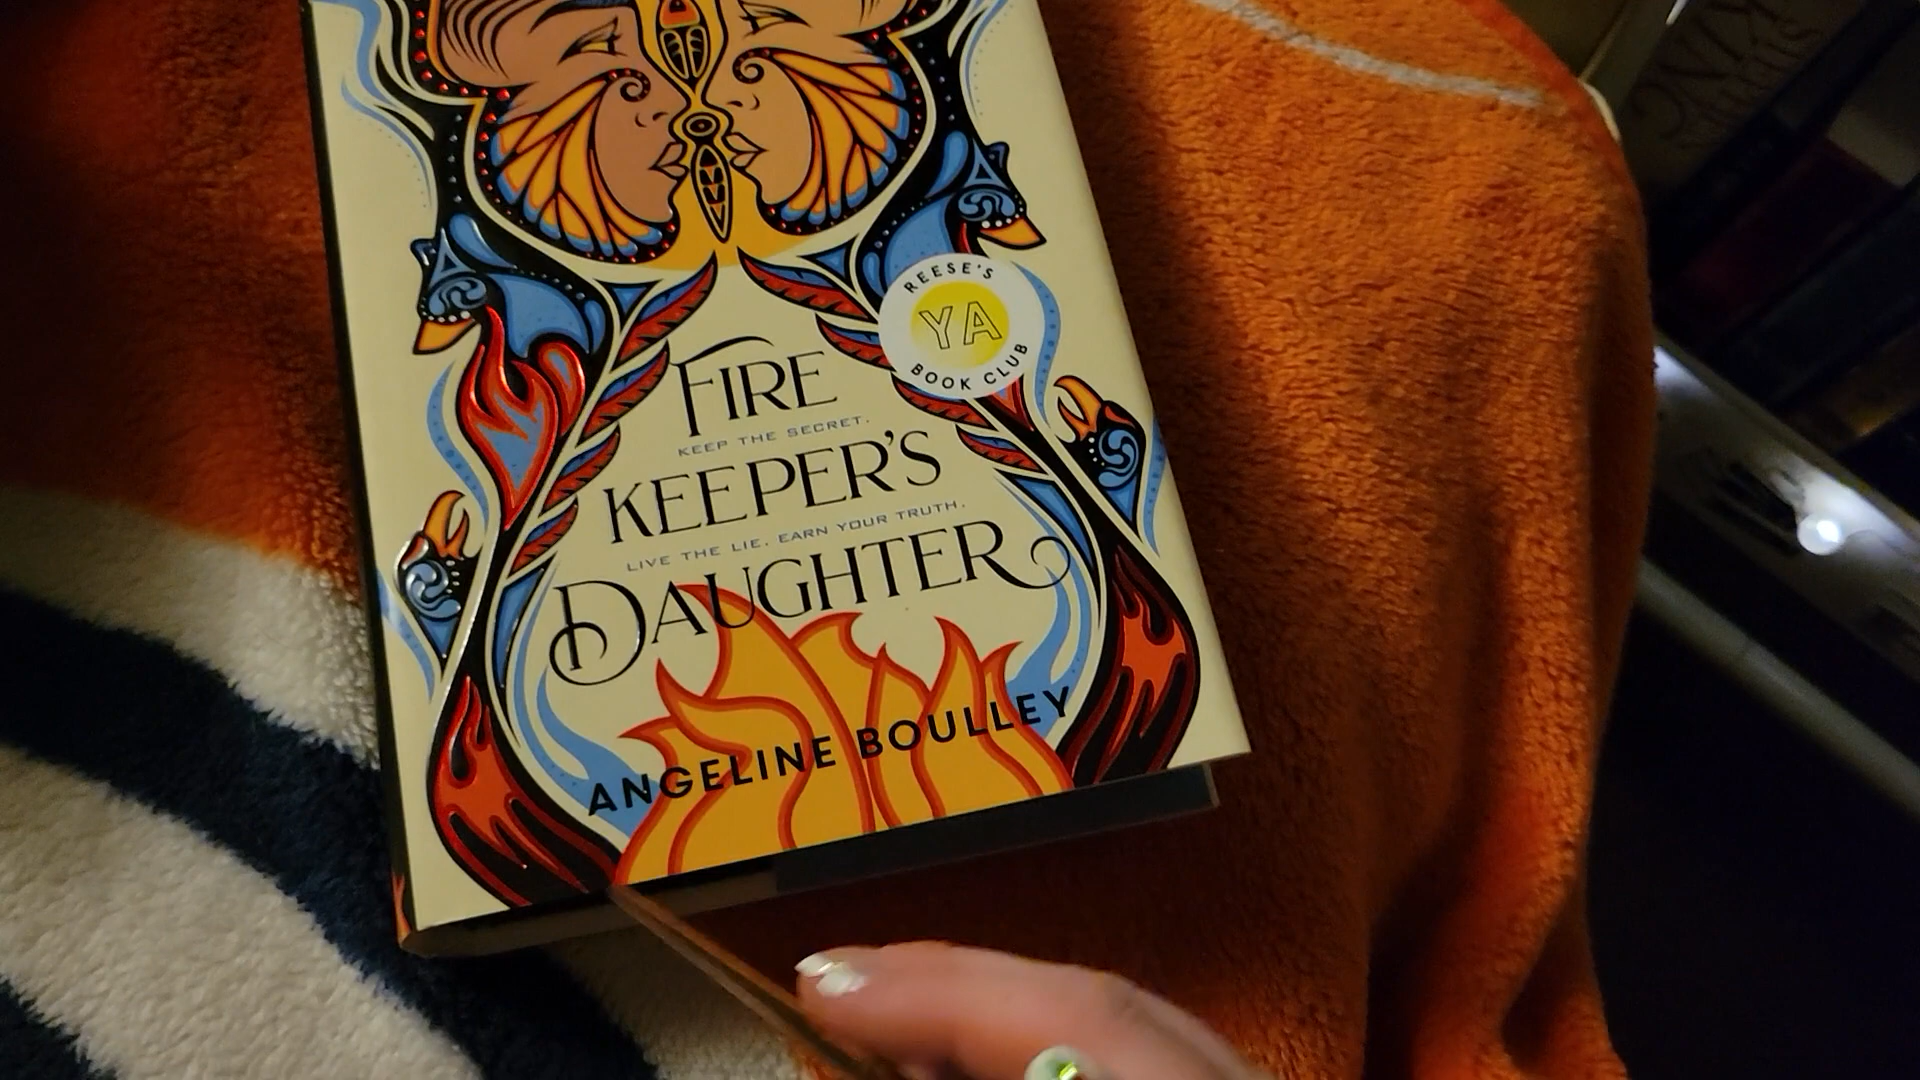 REESE'S
YA
BOOK CLUB
FIRE
KEEP THE SECRET.
KEEPER'S
LIVE THE LIE. EARN YOUR TRUTH.
DAUGHTER
ANGELINE BOULLEY